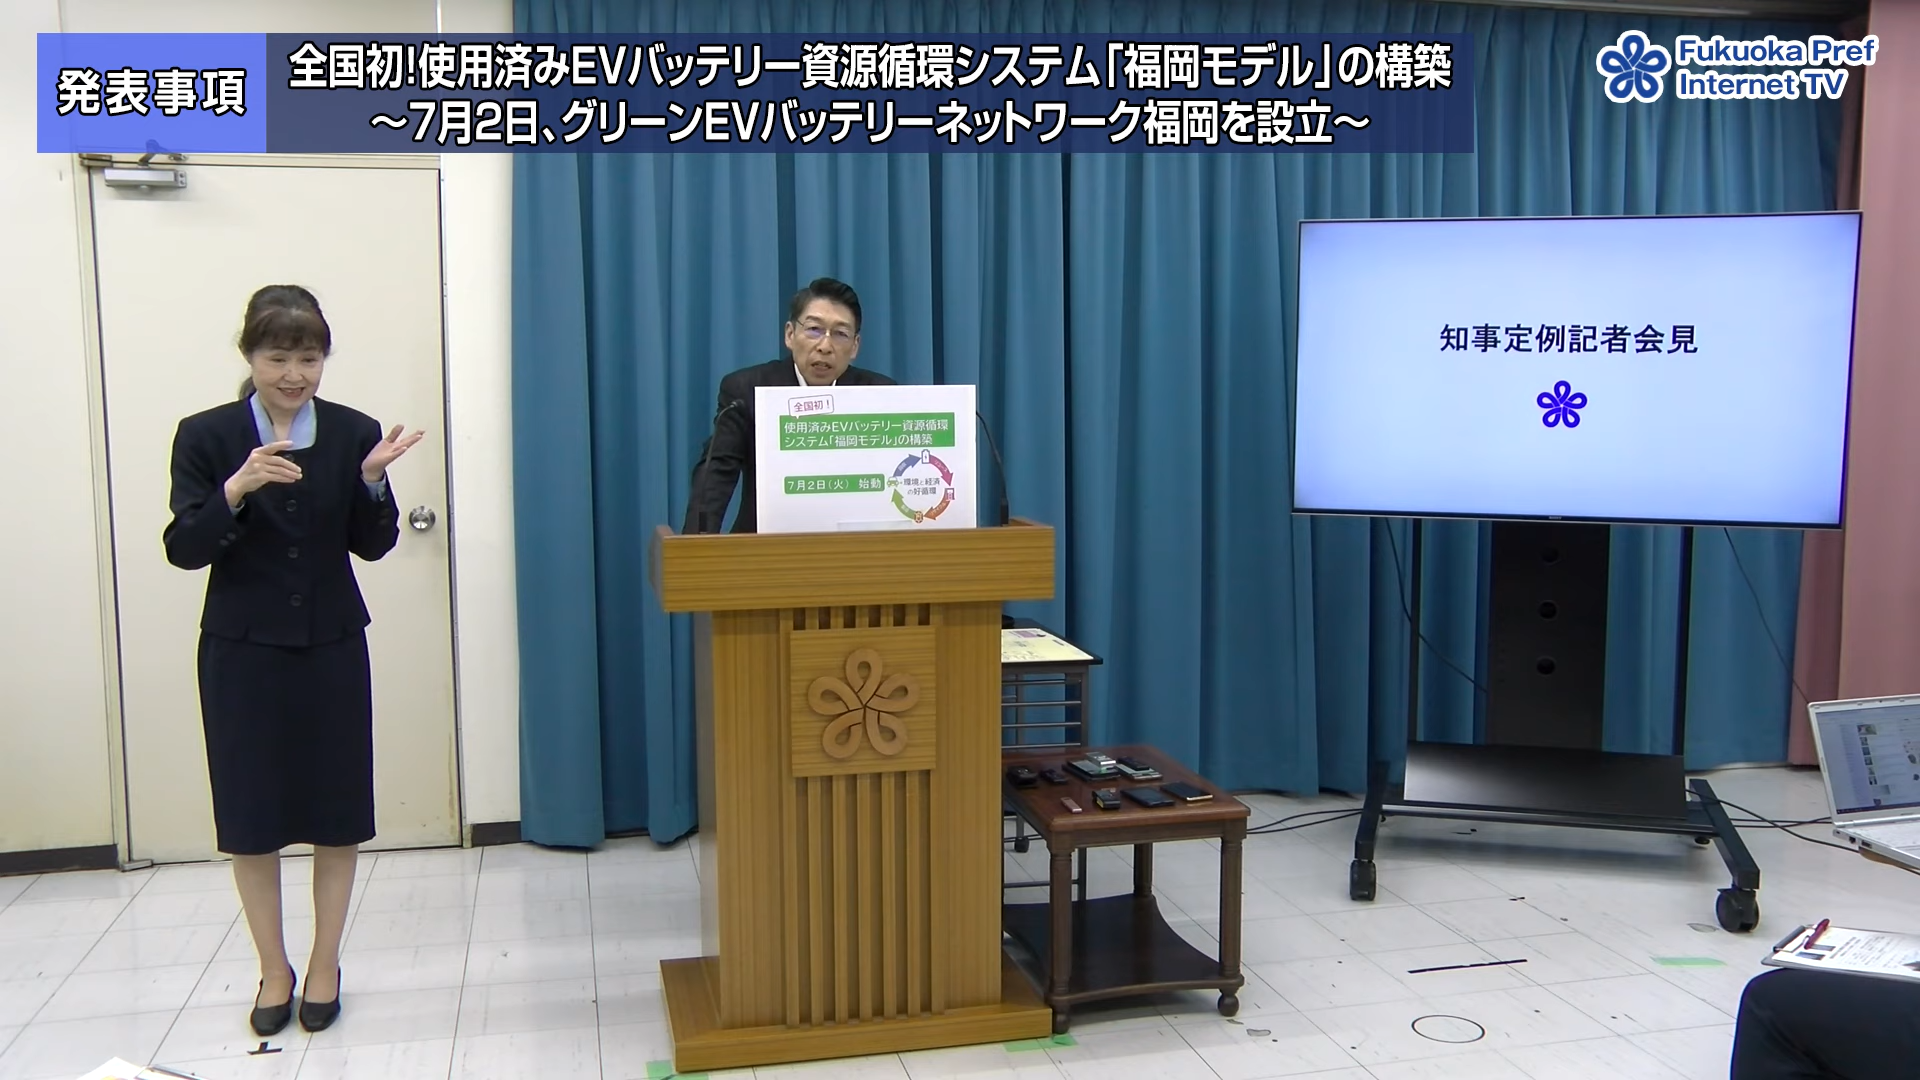 発表事項
全国初!使用済みEVバッテリー資源循環システム「福岡モデル」の構築
～7月2日、グリーンEVバッテリーネットワーク福岡を設立～
Fukuoka Pref
Internet TV
知事定例記者会見
全国初!
使用済みEVバッテリー資源循環
システム「福岡モデル」の構築
7月2日(火) 始動
環境と経済
の好循環